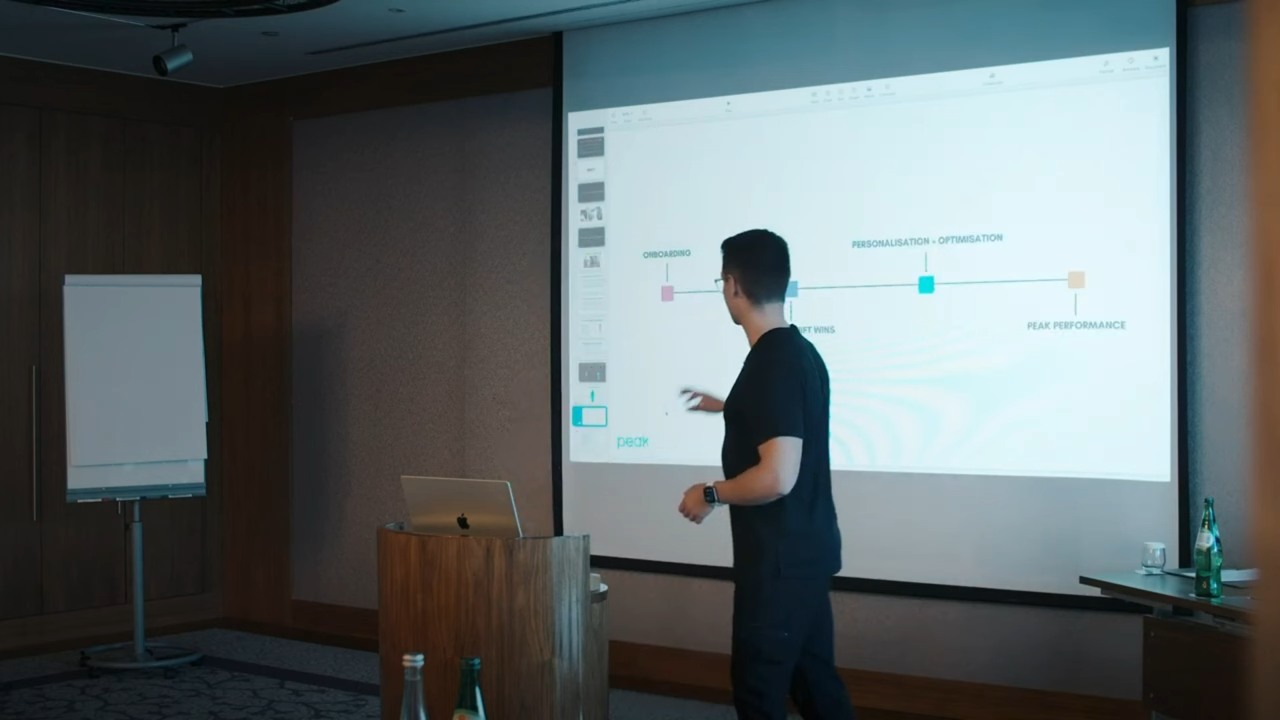 ONBOARDING
PERSONALISATION + OPTIMISATION
WINS
PEAK PERFORMANCE
peak